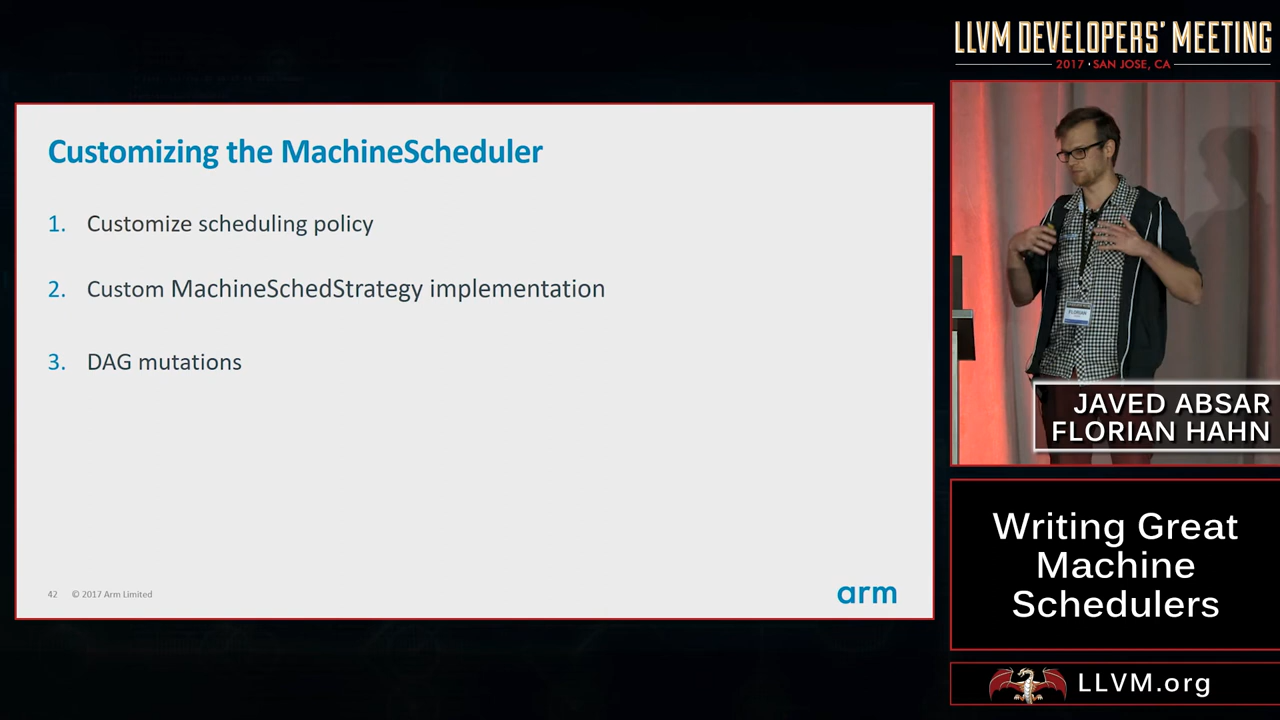 LLVM DEVELOPERS' MEETING
2017 · SAN JOSE, CA
Customizing the MachineScheduler
1. Customize scheduling policy
2. Custom MachineSchedStrategy implementation
3. DAG mutations
42 © 2017 Arm Limited
arm
FLORIAN
JAVED ABSAR
FLORIAN HAHN
Writing Great
Machine
Schedulers
LLVM.org